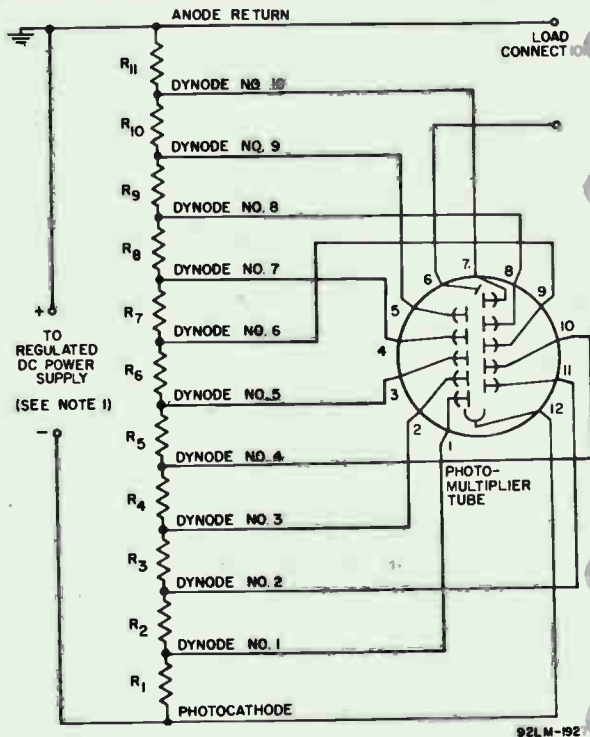 ANODE RETURN
LOAD
CONNECT
R11
DYNODE NO. 10
R10
DYNODE NO. 9
R9
DYNODE NO. 8
R8
DYNODE NO. 7
R7
DYNODE NO. 6
R6
DYNODE NO. 5
R5
DYNODE NO. 4
R4
DYNODE NO. 3
R3
DYNODE NO. 2
R2
DYNODE NO. 1
R1
PHOTOCATHODE
+
TO
REGULATED
DC POWER
SUPPLY
(SEE NOTE 1)
-
1
2
3
4
5
6
7
8
9
10
11
12
PHOTO-
MULTIPLIER
TUBE
92LM-192